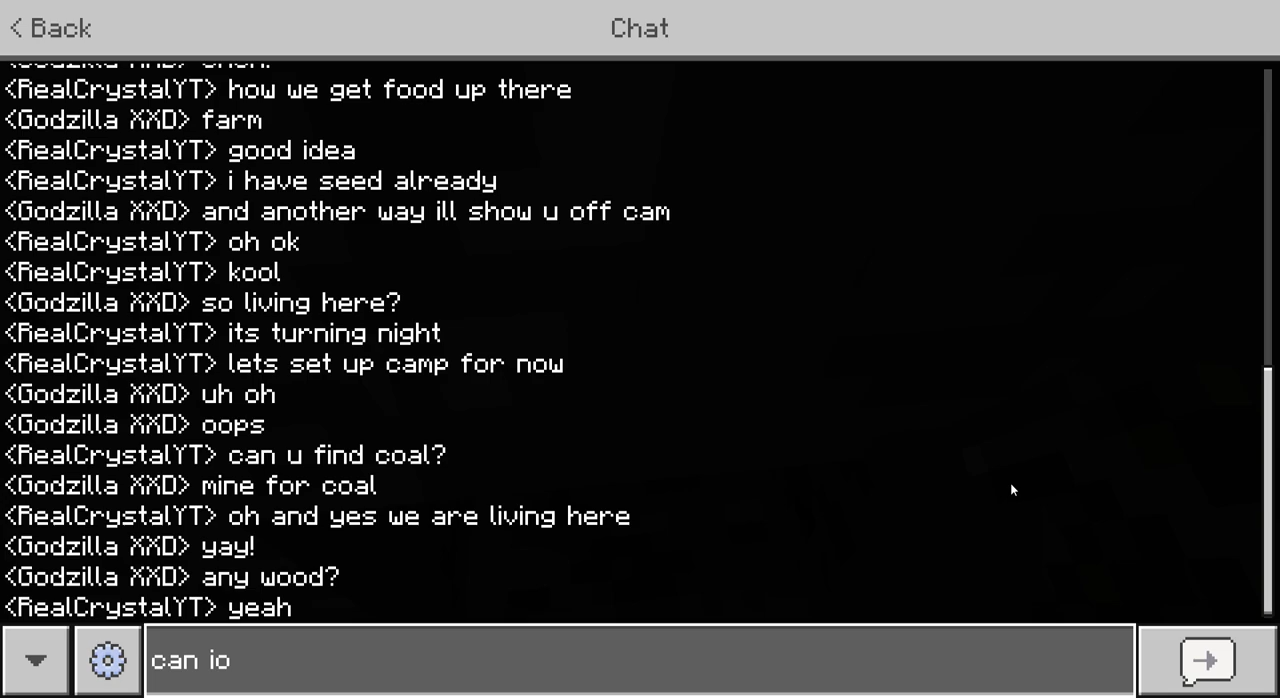 < Back
Chat
<RealCrystalYT> how we get food up there
<Godzilla XXD> farm
<RealCrystalYT> good idea
<RealCrystalYT> i have seed already
<Godzilla XXD> and another way ill show u off cam
<RealCrystalYT> oh ok
<RealCrystalYT> kool
<Godzilla XXD> so living here?
<RealCrystalYT> its turning night
<RealCrystalYT> lets set up camp for now
<Godzilla XXD> uh oh
<Godzilla XXD> oops
<RealCrystalYT> can u find coal?
<Godzilla XXD> mine for coal
<RealCrystalYT> oh and yes we are living here
<Godzilla XXD> yay!
<Godzilla XXD> any wood?
<RealCrystalYT> yeah
can io